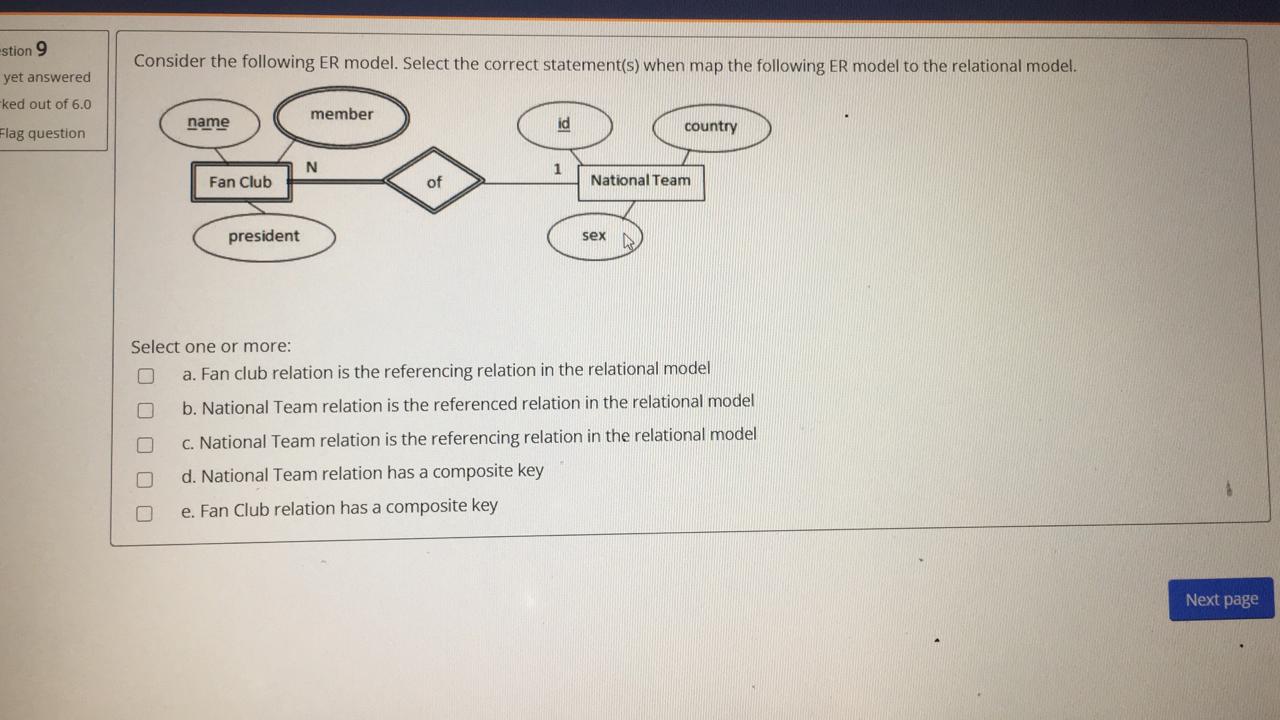 stion 9
yet answered
ked out of 6.0
Flag question
Consider the following ER model. Select the correct statement(s) when map the following ER model to the relational model.
name
member
id
country
N
1
Fan Club
of
National Team
president
sex
Select one or more:
a. Fan club relation is the referencing relation in the relational model
b. National Team relation is the referenced relation in the relational model
c. National Team relation is the referencing relation in the relational model
d. National Team relation has a composite key
e. Fan Club relation has a composite key
Next page